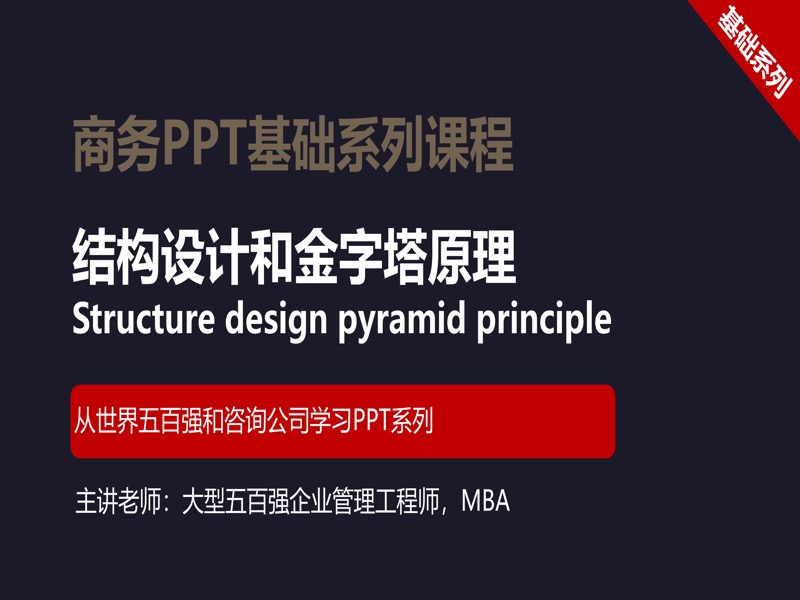 基础系列
商务PPT基础系列课程
结构设计和金字塔原理
Structure design pyramid principle
从世界五百强和咨询公司学习PPT系列
主讲老师：大型五百强企业管理工程师，MBA